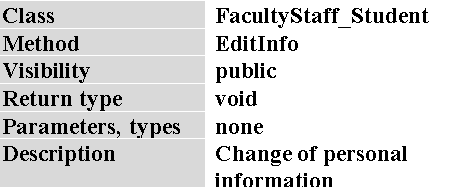 Class FacultyStaff_Student
Method EditInfo
Visibility public
Return type void
Parameters, types none
Description Change of personal
information